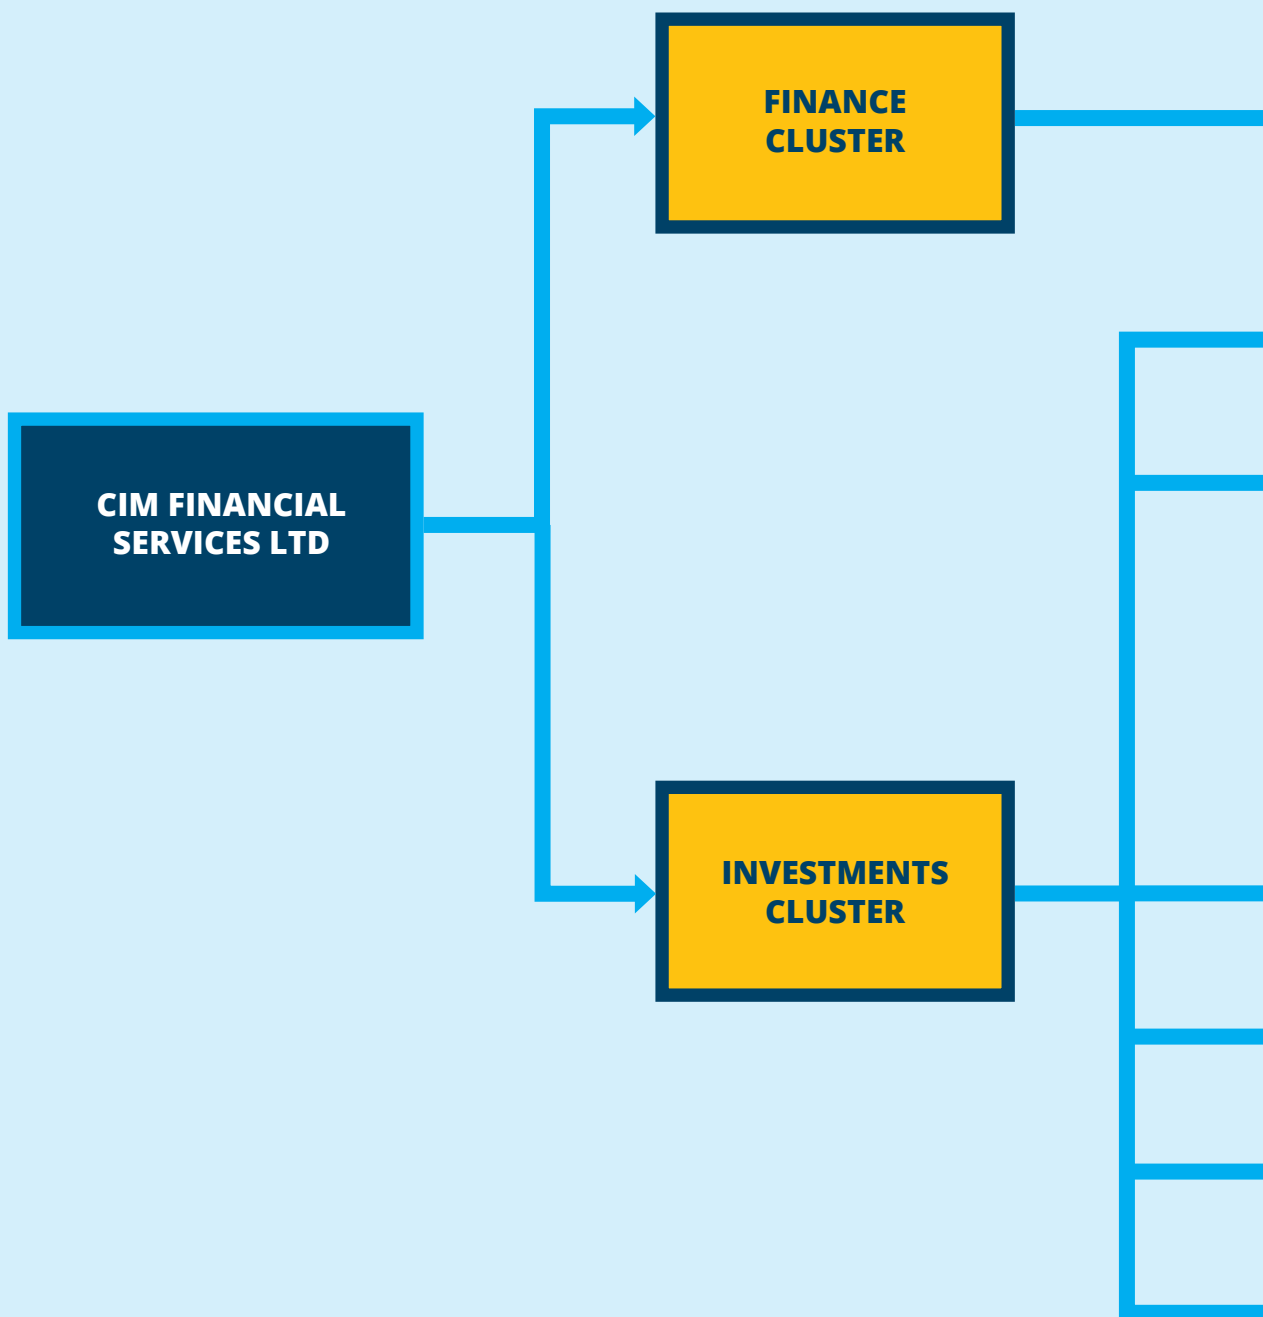 FINANCE
CLUSTER
CIM FINANCIAL
SERVICES LTD
INVESTMENTS
CLUSTER